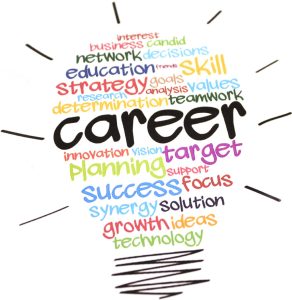 interest
business candid
network decisions
education friends skill
strategy goals
research analysis values
determination teamwork
career
innovation vision target
planning support
success focus
synergy solution
growth ideas
technology